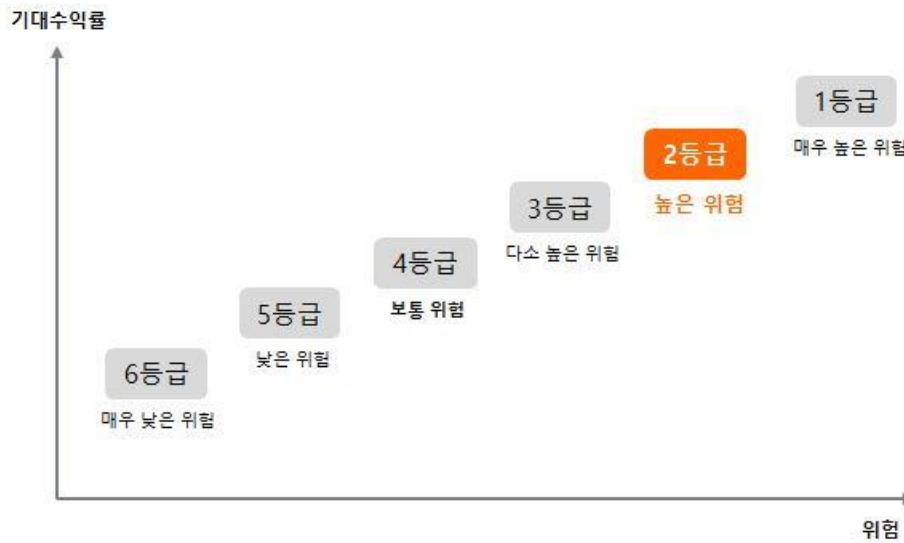 기대수익률
1등급
매우 높은 위험
2등급
높은 위험
3등급
다소 높은 위험
4등급
보통 위험
5등급
낮은 위험
6등급
매우 낮은 위험
위험